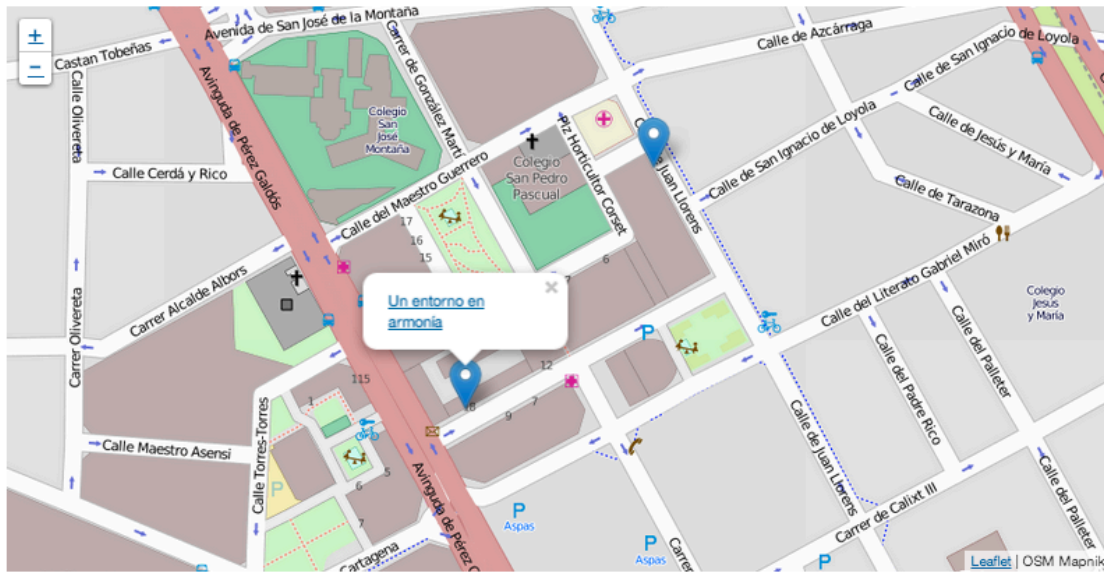 +
−
Avenida de San José de la Montaña
Castan Tobeñas
Calle Olivereta
Avinguda de Pérez Galdós
Carrer de González Martí
Colegio
San
José
Montaña
Calle de Azcárraga
Calle de San Ignacio de Loyola
Calle de San Ignacio de Loyola
Calle de Jesús y María
Calle de Tarazona
Calle Cerdá y Rico
Calle del Maestro Guerrero
Colegio
San Pedro
Pascual
Plz Horticultor Corset
Juan Llorens
17
16
15
6
Carrer Alcalde Albors
Carrer Olivereta
Un entorno en
armonía
×
Calle del Literato Gabriel Miró
Colegio
Jesús
y María
P
12
115
1
18
9
7
Calle Maestro Asensi
Calle Torres-Torres
P
5
6
7
Cartagena
Avinguda de Pérez
Calle de Juan Llorens
Calle del Padre Rico
Calle del Palleter
Calle del Palleter
Carrer de Calixt III
P
Aspas
P
Aspas
Carrer
P
Leaflet | OSM Mapnik